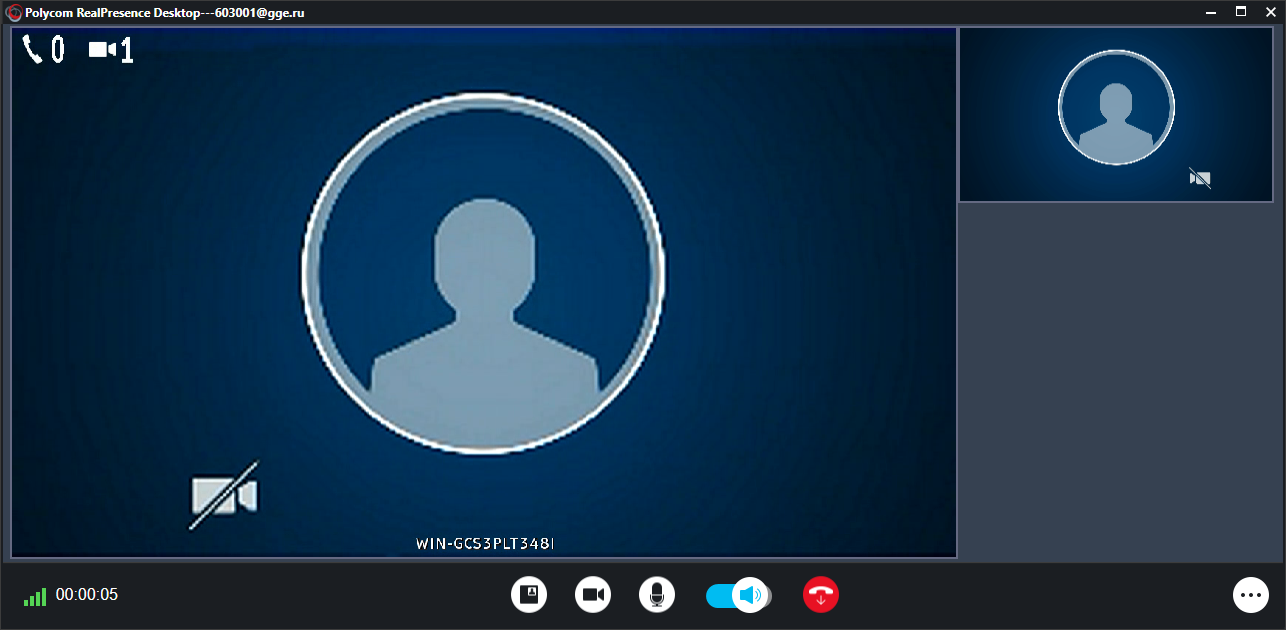 Polycom RealPresence Desktop---603001@gge.ru
0 1
WIN-GCS3PLT348I
00:00:05